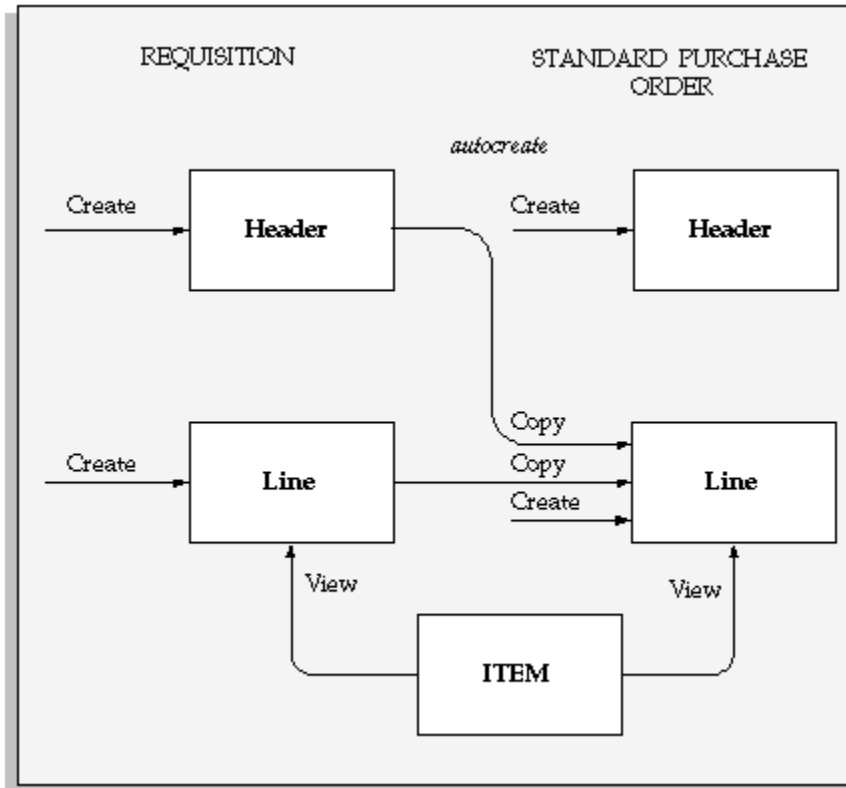 REQUISITION
STANDARD PURCHASE
ORDER
autocreate
Create
Header
Create
Header
Copy
Create
Line
Copy
Line
Create
View
View
ITEM